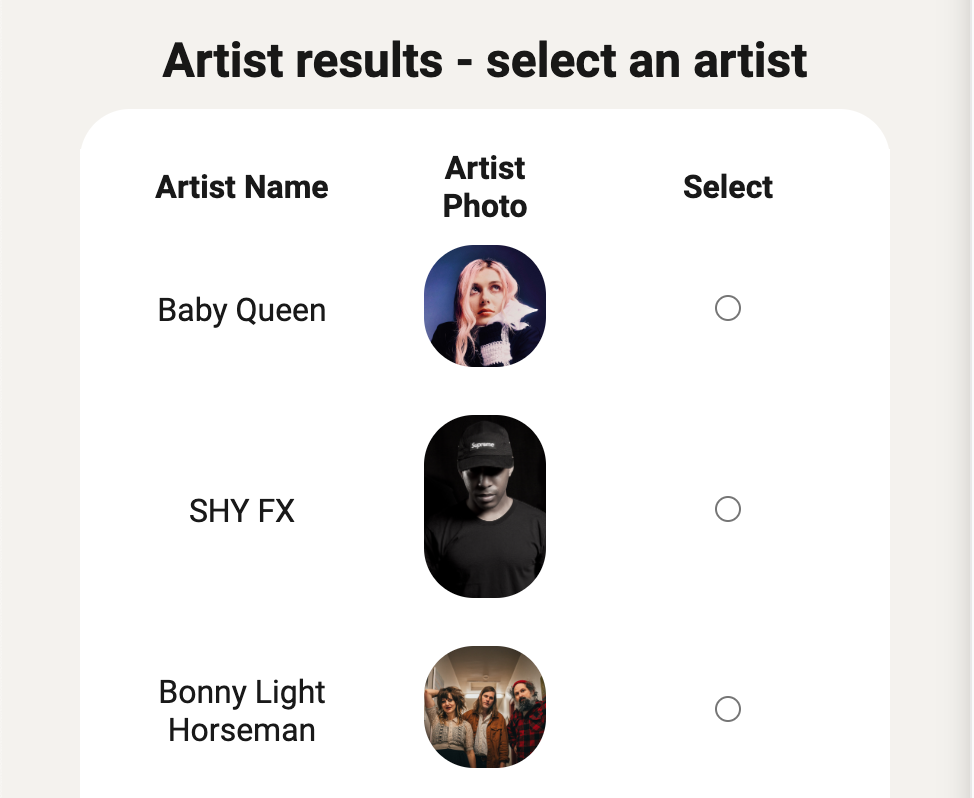 Artist results - select an artist
Artist Name
Artist
Photo
Select
Baby Queen
SHY FX
Supreme
Bonny Light
Horseman